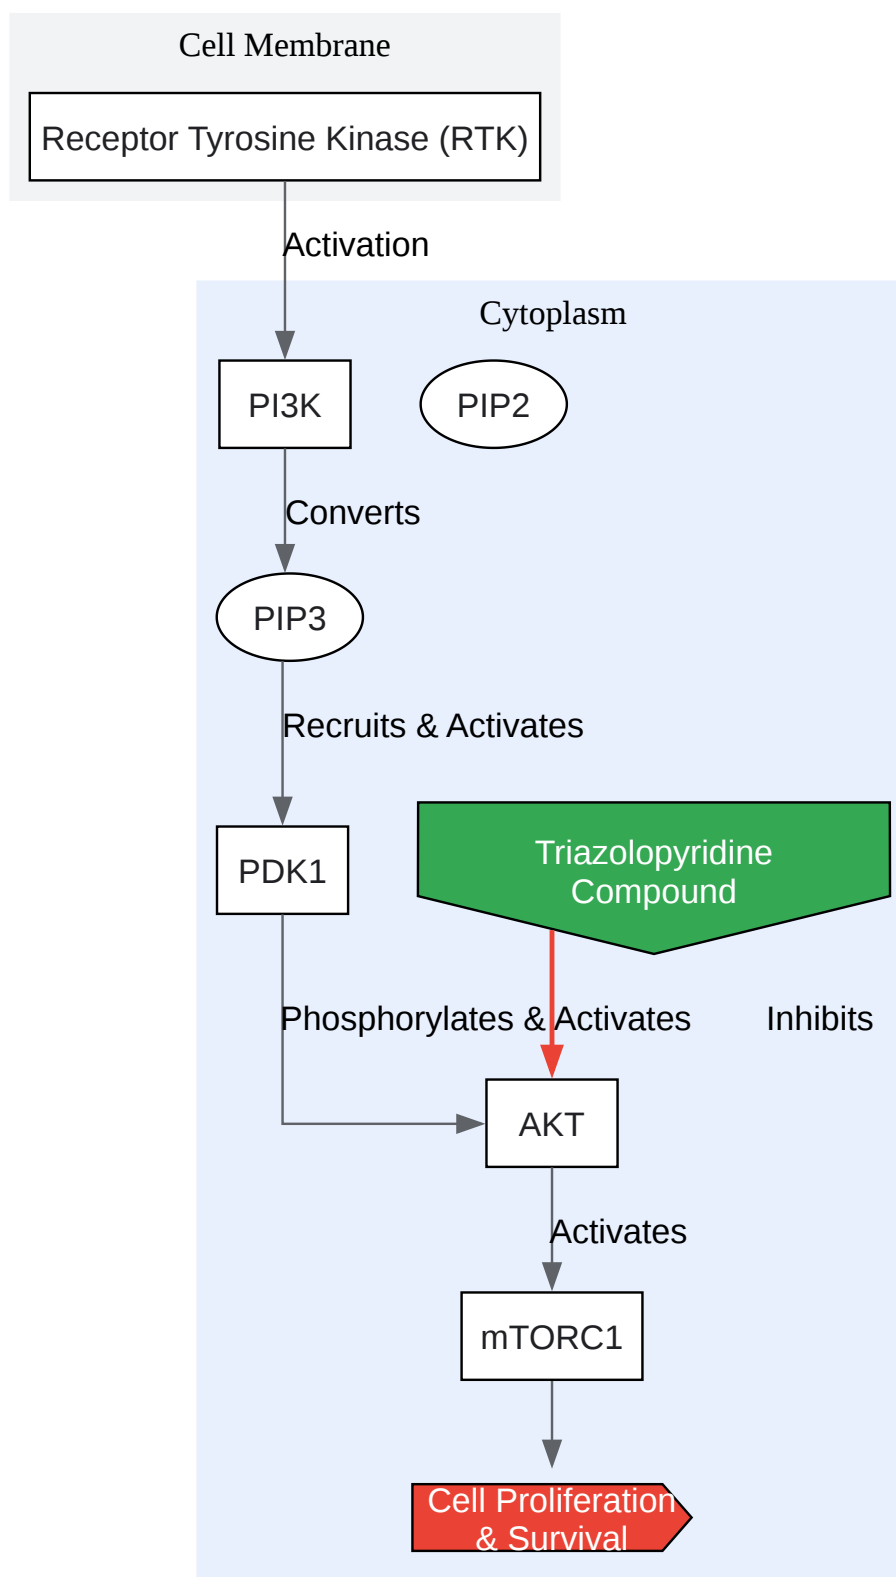 Cell Membrane
Receptor Tyrosine Kinase (RTK)
Activation
Cytoplasm
PI3K
PIP2
Converts
PIP3
Recruits & Activates
PDK1
Triazolopyridine
Compound
Phosphorylates & Activates
Inhibits
AKT
Activates
mTORC1
Cell Proliferation
& Survival